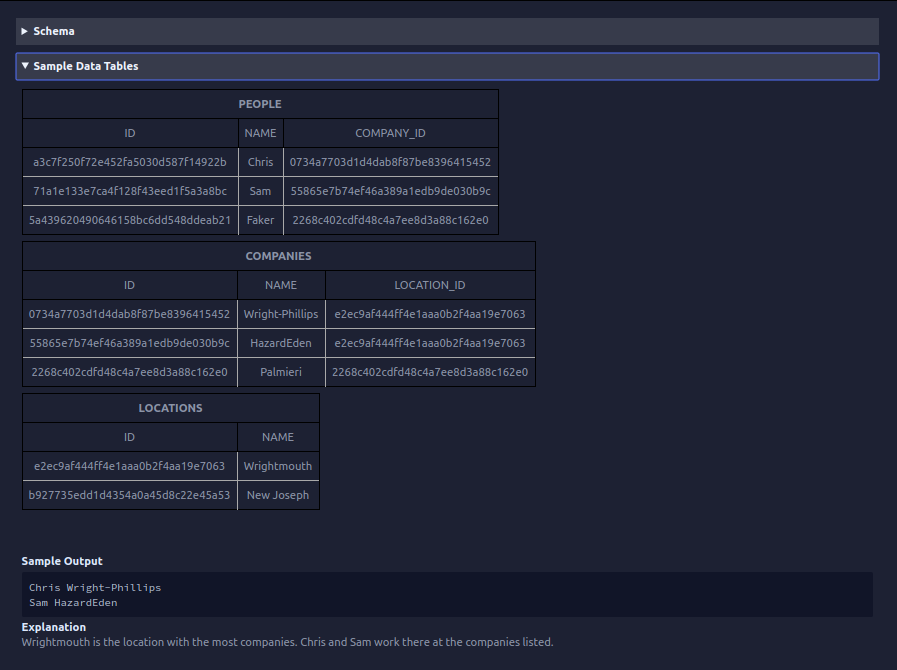 Schema
Sample Data Tables
PEOPLE
ID NAME COMPANY_ID
a3c7f250f72e452fa5030d587f14922b Chris 0734a7703d1d4dab8f87be8396415452
71a1e133e7ca4f128f43eed1f5a3a8bc Sam 55865e7b74ef46a389a1edb9de030b9c
5a439620490646158bc6dd548ddeab21 Faker 2268c402cdfd48c4a7ee8d3a88c162e0
COMPANIES
ID NAME LOCATION_ID
0734a7703d1d4dab8f87be8396415452 Wright-Phillips e2ec9af444ff4e1aaa0b2f4aa19e7063
55865e7b74ef46a389a1edb9de030b9c HazardEden e2ec9af444ff4e1aaa0b2f4aa19e7063
2268c402cdfd48c4a7ee8d3a88c162e0 Palmieri 2268c402cdfd48c4a7ee8d3a88c162e0
LOCATIONS
ID NAME
e2ec9af444ff4e1aaa0b2f4aa19e7063 Wrightmouth
b927735edd1d4354a0a45d8c22e45a53 New Joseph
Sample Output
Chris Wright-Phillips
Sam HazardEden
Explanation
Wrightmouth is the location with the most companies. Chris and Sam work there at the companies listed.